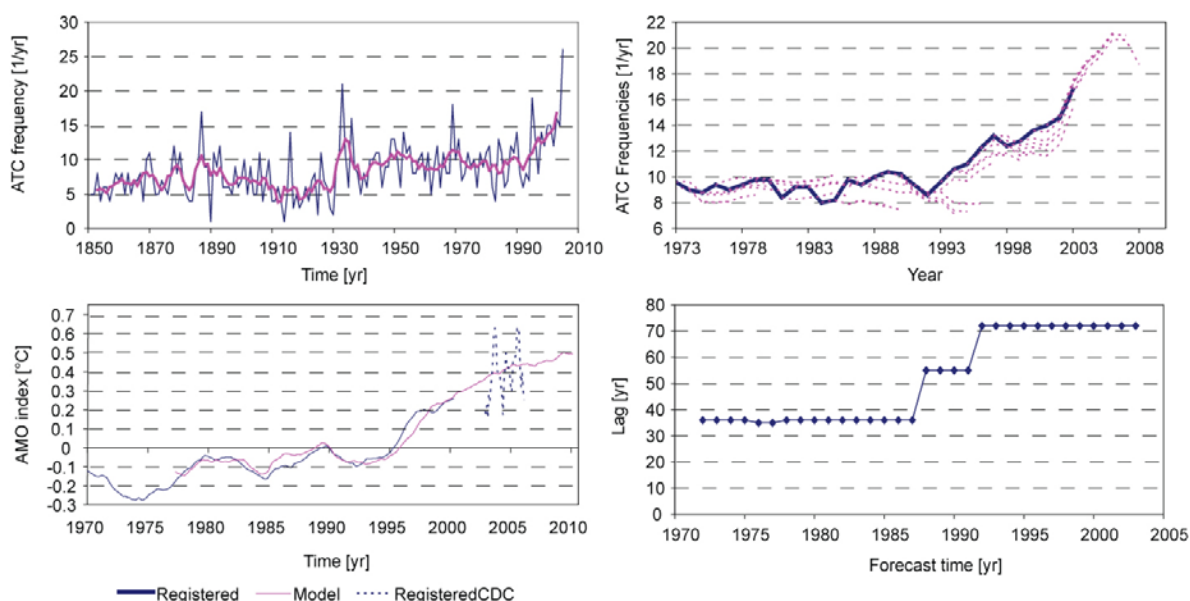 ATC frequency [1/yr]
30
25
20
15
10
5
0
1850 1870 1890 1910 1930 1950 1970 1990 2010
Time [yr]
ATC Frequencies [1/yr]
22
20
18
16
14
12
10
8
6
1973 1978 1983 1988 1993 1998 2003 2008
Year
AMO index [°C]
0.7
0.6
0.5
0.4
0.3
0.2
0.1
0
-0.1
-0.2
-0.3
1970 1975 1980 1985 1990 1995 2000 2005 2010
Time [yr]
Lag [yr]
80
70
60
50
40
30
20
10
0
1970 1975 1980 1985 1990 1995 2000 2005
Forecast time [yr]
Registered Model RegisteredCDC